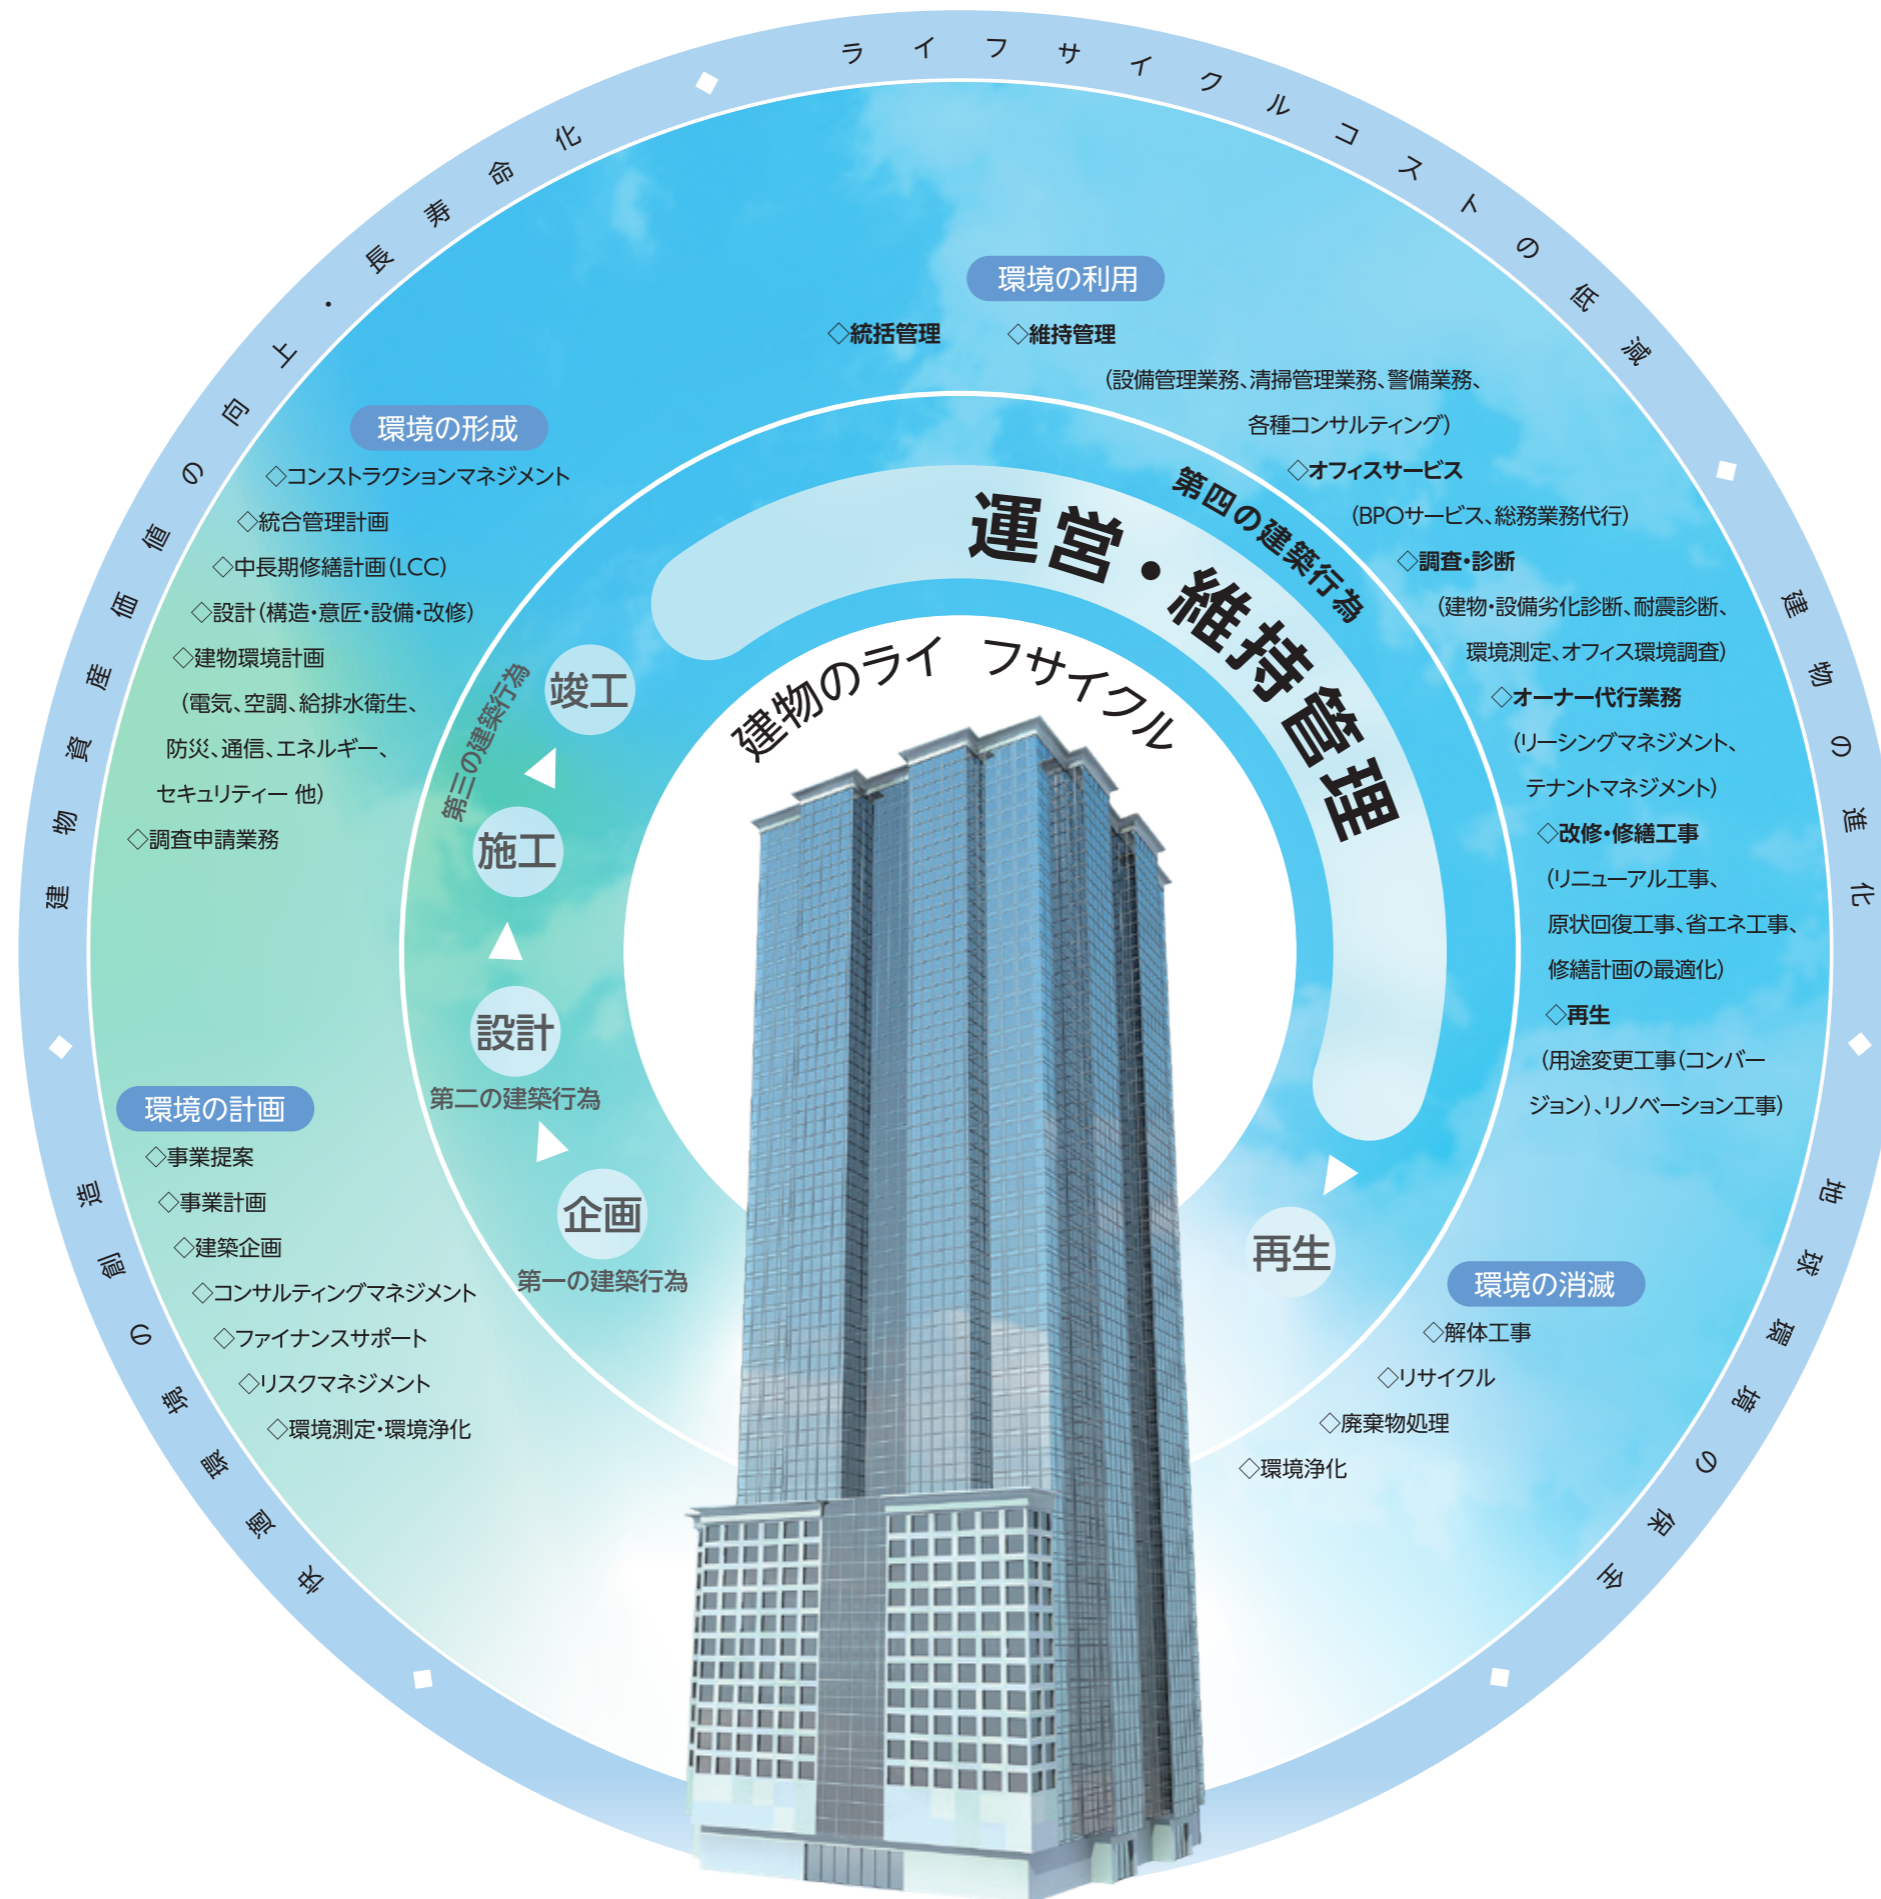 快適環境の創造
建物資産価値の向上・長寿命化
ライフサイクルコストの低減
建物の進化
地球環境の保全
環境の利用
◇統括管理 ◇維持管理
(設備管理業務、清掃管理業務、警備業務、
各種コンサルティング)
◇オフィスサービス
(BPOサービス、総務業務代行)
◇調査・診断
(建物・設備劣化診断、耐震診断、
環境測定、オフィス環境調査)
◇オーナー代行業務
(リーシングマネジメント、
テナントマネジメント)
◇改修・修繕工事
(リニューアル工事、
原状回復工事、省エネ工事、
修繕計画の最適化)
◇再生
(用途変更工事(コンバー
ジョン)、リノベーション工事)
環境の形成
◇コンストラクションマネジメント
◇統合管理計画
◇中長期修繕計画(LCC)
◇設計(構造・意匠・設備・改修)
◇建物環境計画
(電気、空調、給排水衛生、
防災、通信、エネルギー、
セキュリティー 他)
◇調査申請業務
環境の計画
◇事業提案
◇事業計画
◇建築企画
◇コンサルティングマネジメント
◇ファイナンスサポート
◇リスクマネジメント
◇環境測定・環境浄化
環境の消滅
◇解体工事
◇リサイクル
◇廃棄物処理
◇環境浄化
第四の建築行為
運営・維持管理
建物のライフサイクル
第三の建築行為
竣工
施工
設計
第二の建築行為
企画
第一の建築行為
再生